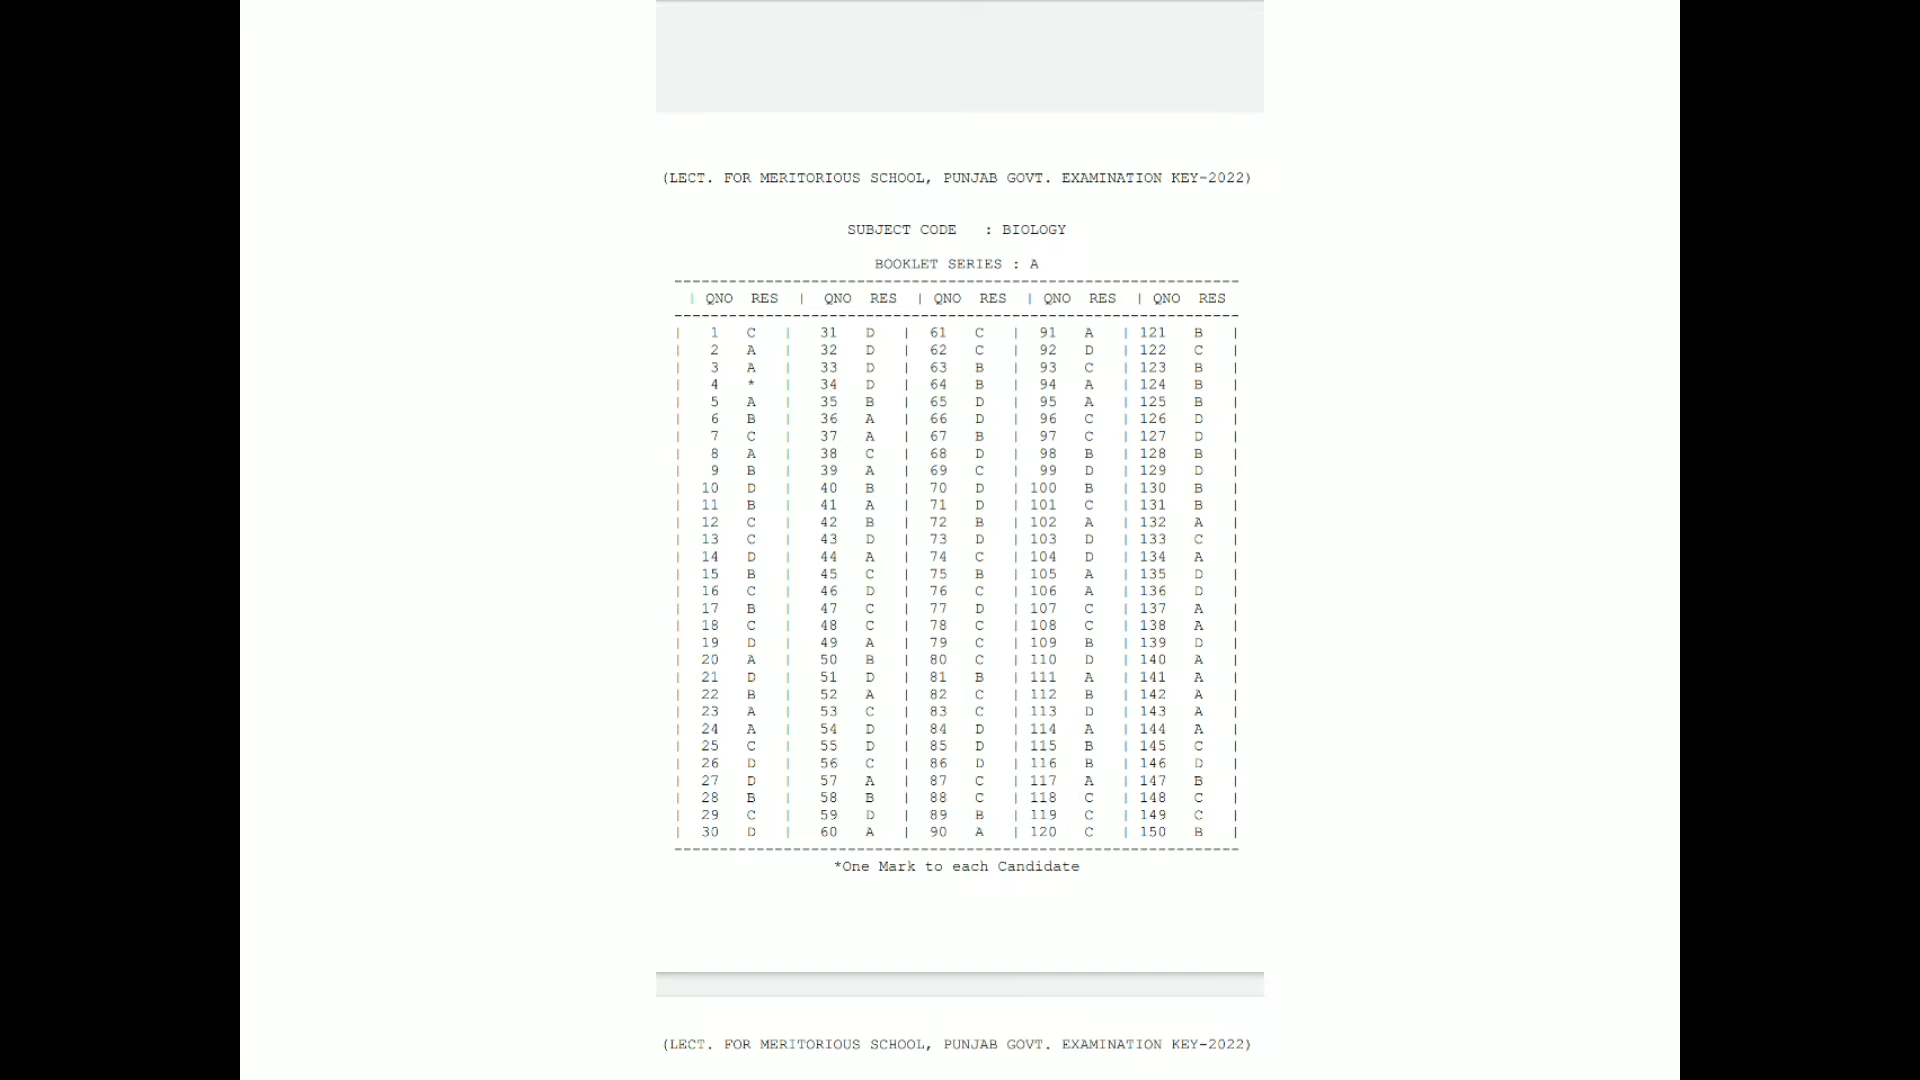 (LECT. FOR MERITORIOUS SCHOOL, PUNJAB GOVT. EXAMINATION KEY-2022)
SUBJECT CODE : BIOLOGY
BOOKLET SERIES : A
| QNO RES | QNO RES | QNO RES | QNO RES | QNO RES
| 1 C | 31 D | 61 C | 91 A | 121 B |
| 2 A | 32 D | 62 C | 92 D | 122 C |
| 3 A | 33 D | 63 B | 93 C | 123 B |
| 4 * | 34 D | 64 B | 94 A | 124 B |
| 5 A | 35 B | 65 D | 95 A | 125 B |
| 6 B | 36 A | 66 D | 96 C | 126 D |
| 7 C | 37 A | 67 B | 97 C | 127 D |
| 8 A | 38 C | 68 D | 98 B | 128 B |
| 9 B | 39 A | 69 C | 99 D | 129 D |
| 10 D | 40 B | 70 D | 100 B | 130 B |
| 11 B | 41 A | 71 D | 101 C | 131 B |
| 12 C | 42 B | 72 B | 102 A | 132 A |
| 13 C | 43 D | 73 D | 103 D | 133 C |
| 14 D | 44 A | 74 C | 104 D | 134 A |
| 15 B | 45 C | 75 B | 105 A | 135 D |
| 16 C | 46 D | 76 C | 106 A | 136 D |
| 17 B | 47 C | 77 D | 107 C | 137 A |
| 18 C | 48 C | 78 C | 108 C | 138 A |
| 19 D | 49 A | 79 C | 109 B | 139 D |
| 20 A | 50 B | 80 C | 110 D | 140 A |
| 21 D | 51 D | 81 B | 111 A | 141 A |
| 22 B | 52 A | 82 C | 112 B | 142 A |
| 23 A | 53 C | 83 C | 113 D | 143 A |
| 24 A | 54 D | 84 D | 114 A | 144 A |
| 25 C | 55 D | 85 D | 115 B | 145 C |
| 26 D | 56 C | 86 D | 116 B | 146 D |
| 27 D | 57 A | 87 C | 117 A | 147 B |
| 28 B | 58 B | 88 C | 118 C | 148 C |
| 29 C | 59 D | 89 B | 119 C | 149 C |
| 30 D | 60 A | 90 A | 120 C | 150 B |
*One Mark to each Candidate
(LECT. FOR MERITORIOUS SCHOOL, PUNJAB GOVT. EXAMINATION KEY-2022)